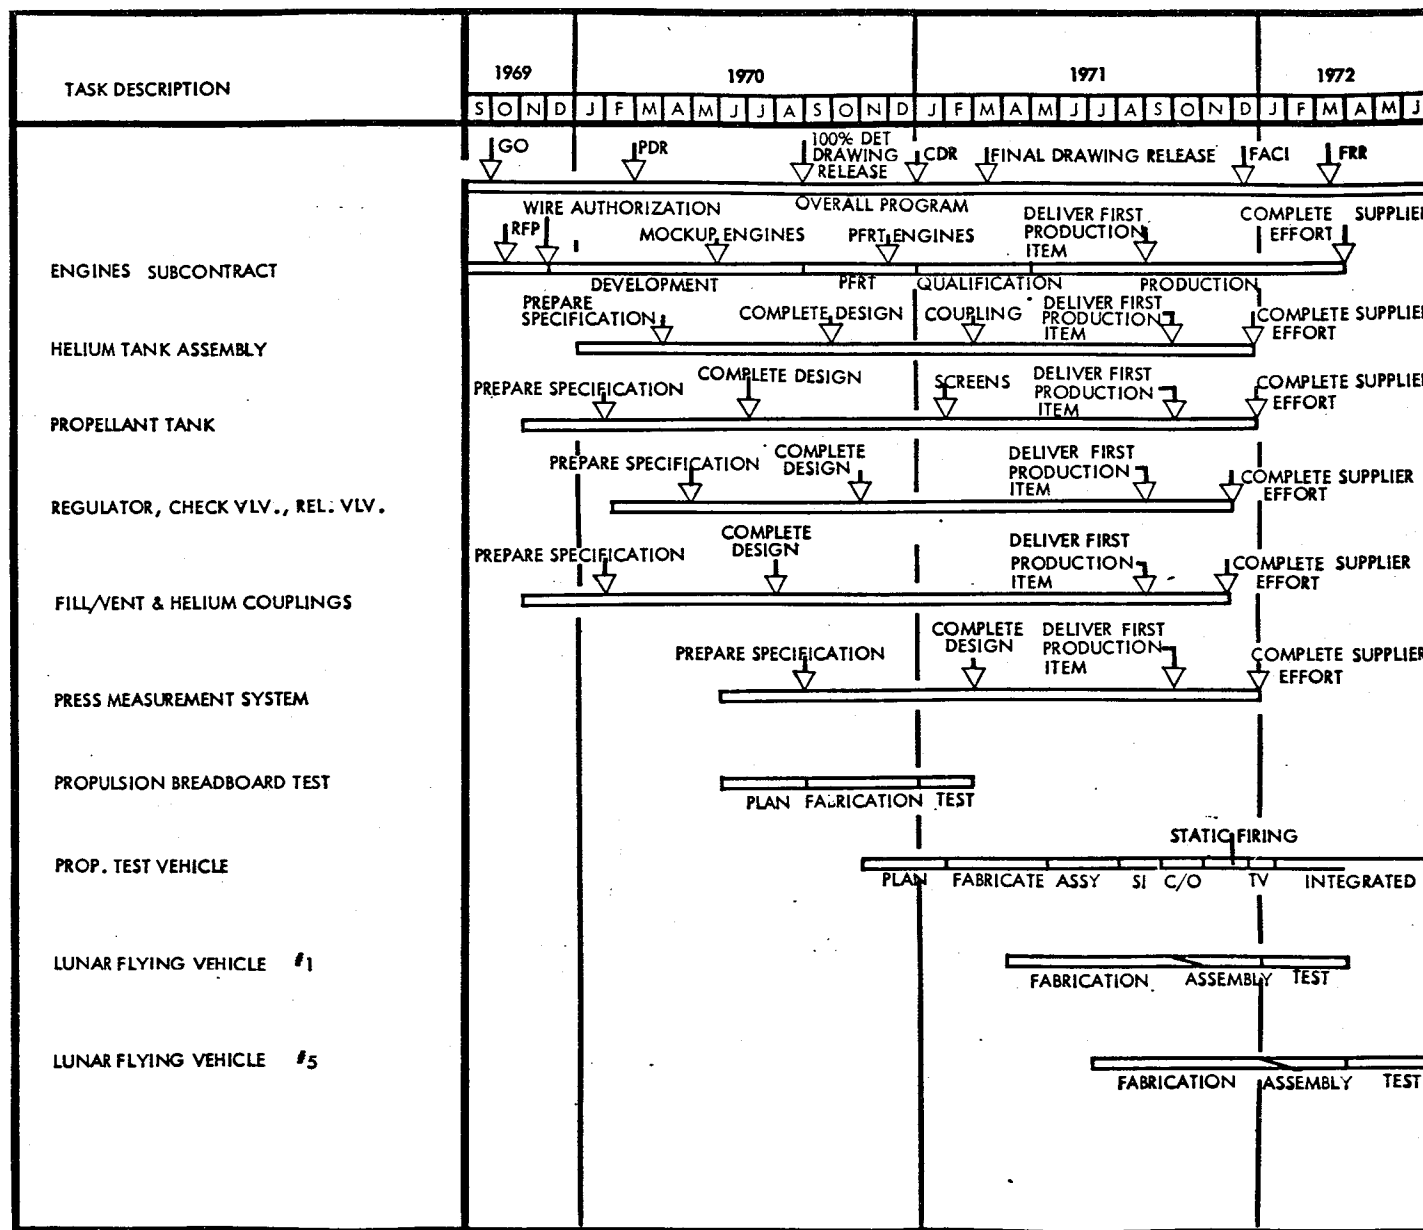 TASK DESCRIPTION
1969 1970 1971 1972
S O N D J F M A M J J A S O N D J F M A M J J A S O N D J F M A M J
GO PDR 100% DET CDR FINAL DRAWING RELEASE FACI FRR
DRAWING
RELEASE
OVERALL PROGRAM
WIRE AUTHORIZATION
RFP MOCKUP ENGINES PFRT ENGINES DELIVER FIRST COMPLETE SUPPLIER
PRODUCTION EFFORT
ITEM
ENGINES SUBCONTRACT
DEVELOPMENT PFRT QUALIFICATION PRODUCTION
PREPARE COMPLETE DESIGN COUPLING DELIVER FIRST COMPLETE SUPPLIER
SPECIFICATION PRODUCTION EFFORT
ITEM
HELIUM TANK ASSEMBLY
PREPARE SPECIFICATION COMPLETE DESIGN SCREENS DELIVER FIRST COMPLETE SUPPLIER
PRODUCTION EFFORT
ITEM
PROPELLANT TANK
PREPARE SPECIFICATION COMPLETE DELIVER FIRST COMPLETE SUPPLIER
DESIGN PRODUCTION EFFORT
ITEM
REGULATOR, CHECK VLV., REL. VLV.
PREPARE SPECIFICATION COMPLETE DELIVER FIRST COMPLETE SUPPLIER
DESIGN PRODUCTION EFFORT
ITEM
FILL/VENT & HELIUM COUPLINGS
PREPARE SPECIFICATION COMPLETE DELIVER FIRST COMPLETE SUPPLIER
DESIGN PRODUCTION EFFORT
ITEM
PRESS MEASUREMENT SYSTEM
PROPULSION BREADBOARD TEST
PLAN FABRICATION TEST
STATIC FIRING
PROP. TEST VEHICLE
PLAN FABRICATE ASSY SI C/O TV INTEGRATED
LUNAR FLYING VEHICLE #1
FABRICATION ASSEMBLY TEST
LUNAR FLYING VEHICLE #5
FABRICATION ASSEMBLY TEST